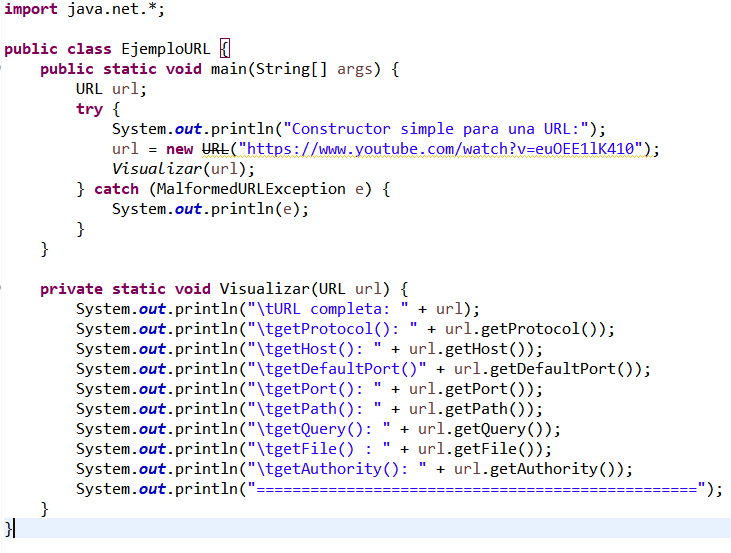 import java.net.*;
public class EjemploURL {
public static void main(String[] args) {
URL url;
try {
System.out.println("Constructor simple para una URL:");
url = new URL("https://www.youtube.com/watch?v=euOEE1lK410");
Visualizar(url);
} catch (MalformedURLException e) {
System.out.println(e);
}
}
private static void Visualizar(URL url) {
System.out.println("\tURL completa: " + url);
System.out.println("\tgetProtocol(): " + url.getProtocol());
System.out.println("\tgetHost(): " + url.getHost());
System.out.println("\tgetDefaultPort()" + url.getDefaultPort());
System.out.println("\tgetPort(): " + url.getPort());
System.out.println("\tgetPath(): " + url.getPath());
System.out.println("\tgetQuery(): " + url.getQuery());
System.out.println("\tgetFile() : " + url.getFile());
System.out.println("\tgetAuthority(): " + url.getAuthority());
System.out.println("=================================================");
}
}